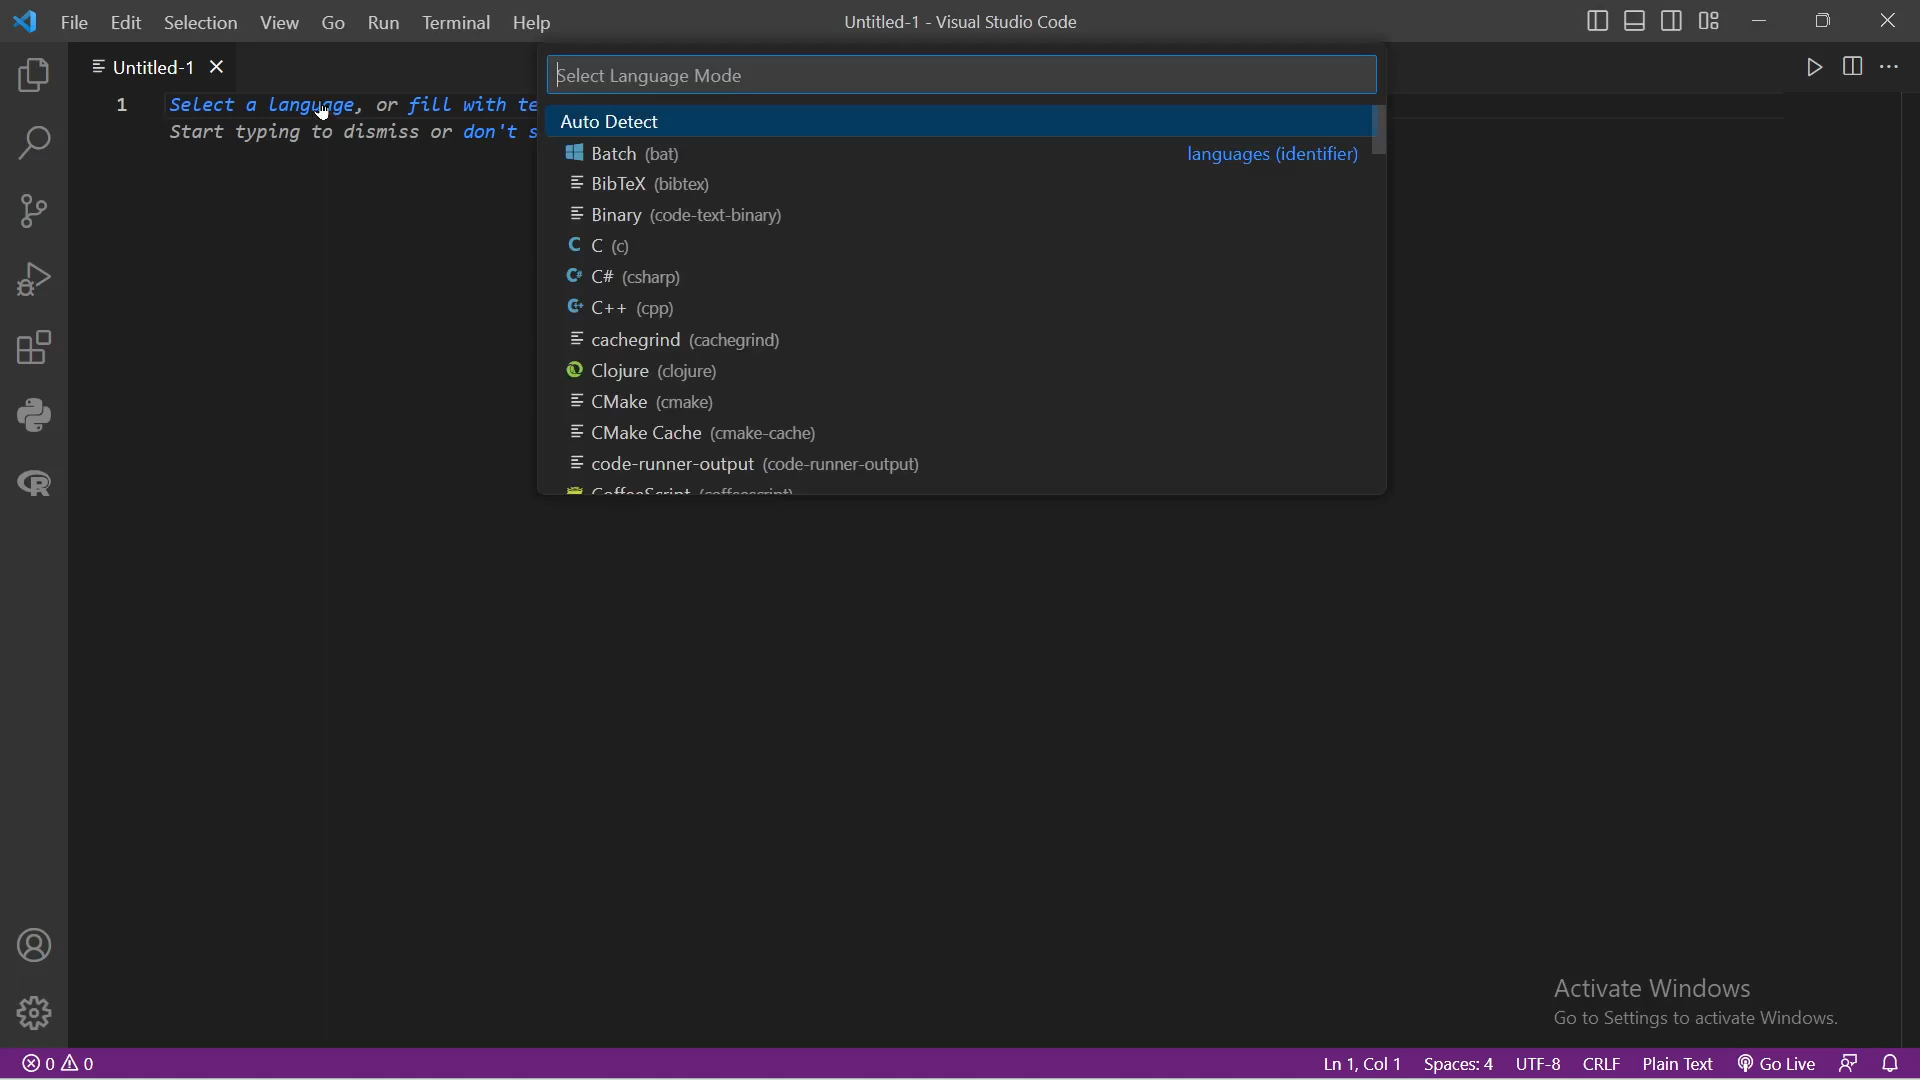 File Edit Selection View Go Run Terminal Help
Untitled-1 - Visual Studio Code
Untitled-1
Select Language Mode
1
Select a language, or fill with te
Start typing to dismiss or don't s
Auto Detect
Batch (bat)
languages (identifier)
BibTeX (bibtex)
Binary (code-text-binary)
C (c)
C# (csharp)
C++ (cpp)
cachegrind (cachegrind)
Clojure (clojure)
CMake (cmake)
CMake Cache (cmake-cache)
code-runner-output (code-runner-output)
CoffeeScript (coffeescript)
Activate Windows
Go to Settings to activate Windows.
0 0
Ln 1, Col 1 Spaces: 4 UTF-8 CRLF Plain Text Go Live